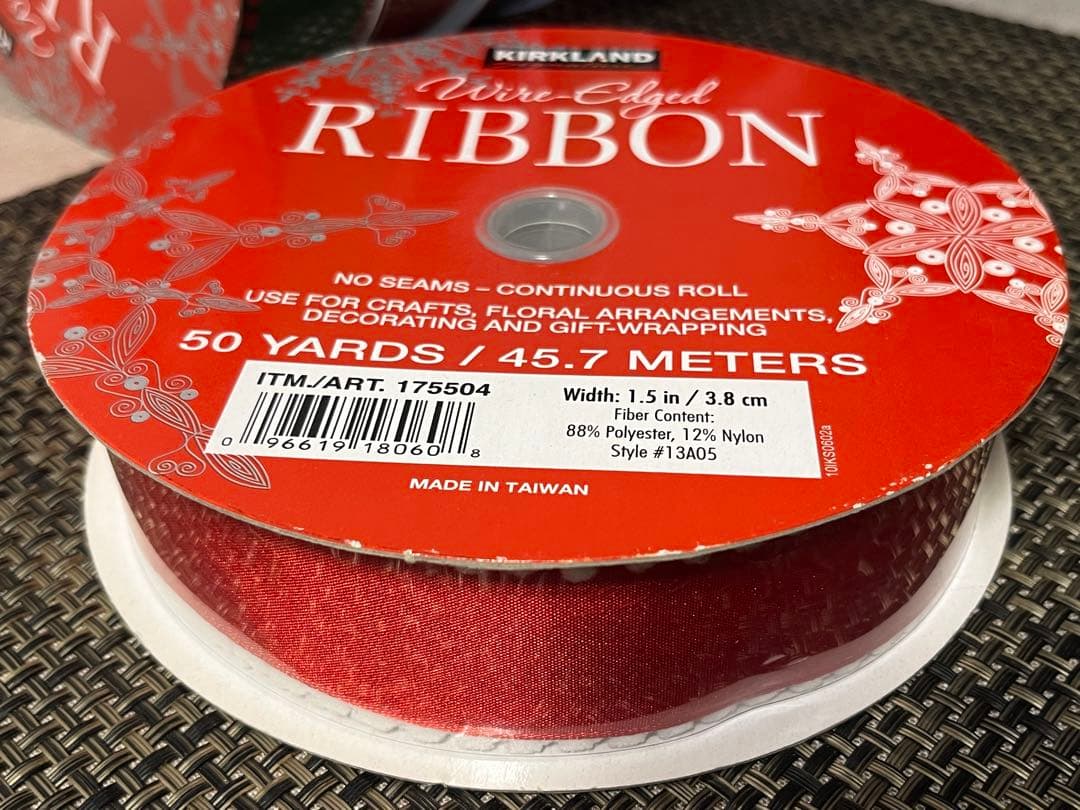 KIRKLAND
Wire-Edged
RIBBON
NO SEAMS – CONTINUOUS ROLL
USE FOR CRAFTS, FLORAL ARRANGEMENTS,
DECORATING AND GIFT-WRAPPING
50 YARDS / 45.7 METERS
ITM./ART. 175504
0 96619 18060 8
Width: 1.5 in / 3.8 cm
Fiber Content:
88% Polyester, 12% Nylon
Style #13A05
10IKS0602a
MADE IN TAIWAN